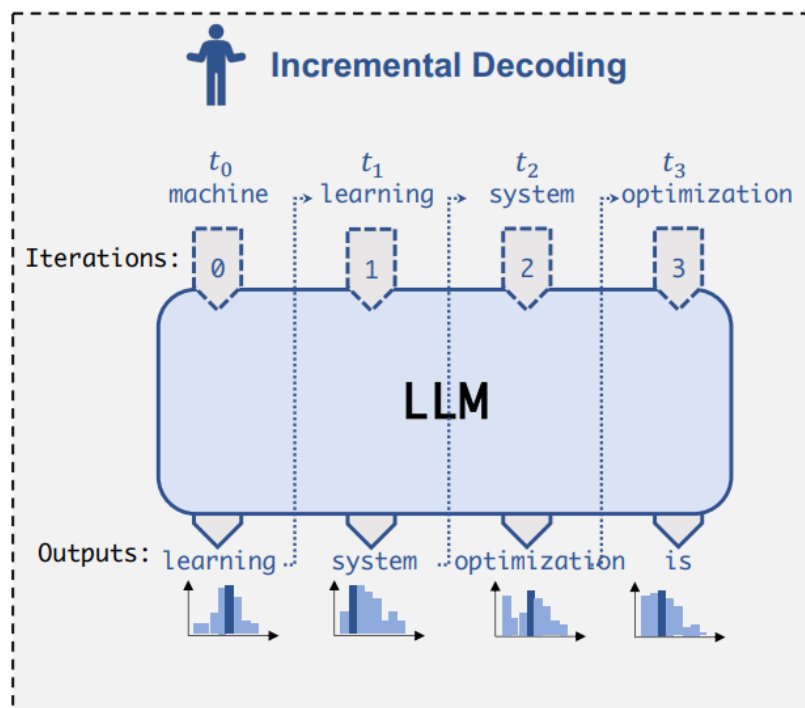 Incremental Decoding
t₀ t₁ t₂ t₃
machine learning system optimization
Iterations: 0 1 2 3
LLM
Outputs: learning system optimization is